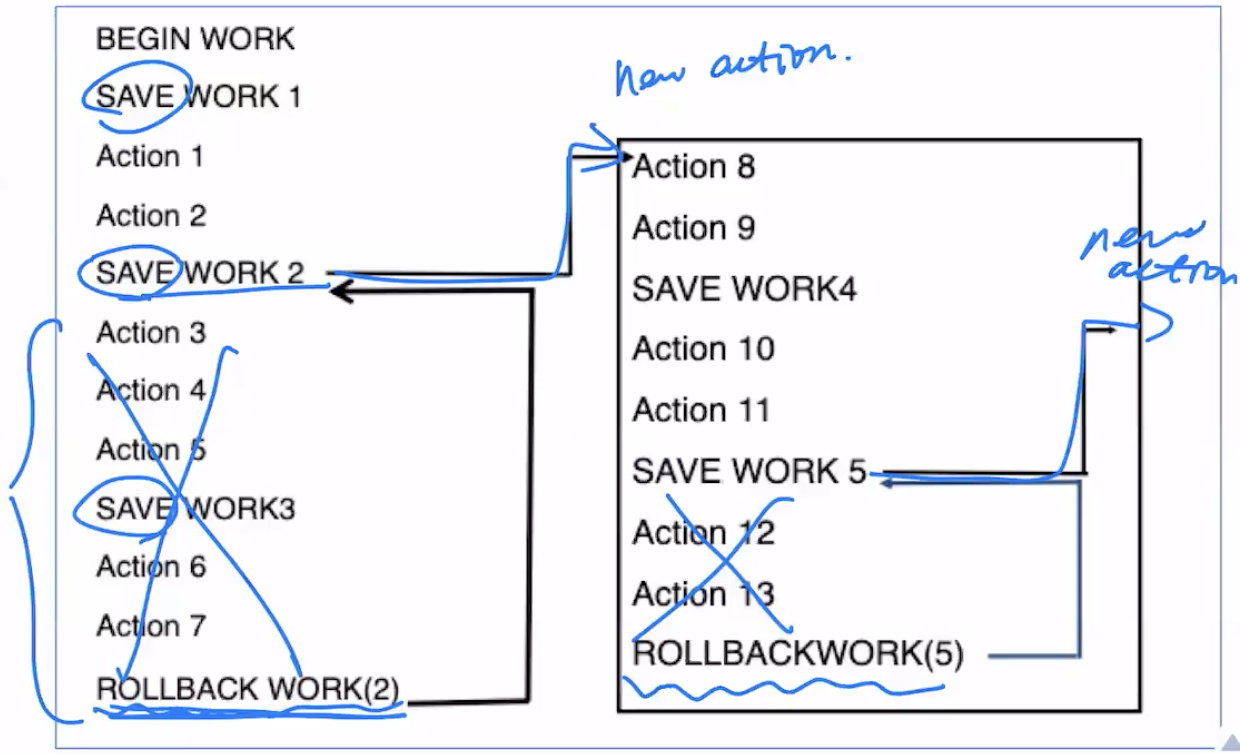 BEGIN WORK
SAVE WORK 1
Action 1
Action 2
SAVE WORK 2
Action 3
Action 4
Action 5
SAVE WORK3
Action 6
Action 7
ROLLBACK WORK(2)
new action.
Action 8
Action 9
SAVE WORK4
Action 10
Action 11
SAVE WORK 5
Action 12
Action 13
ROLLBACKWORK(5)
new
action